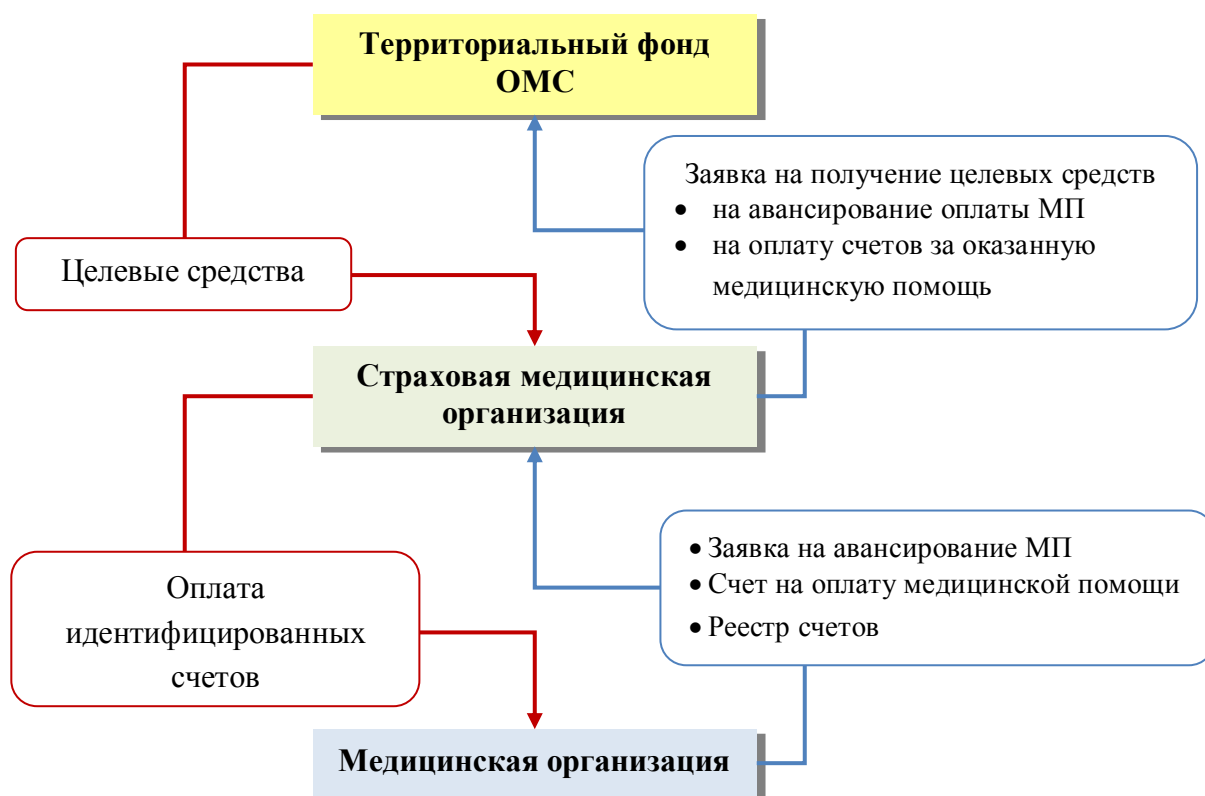 Территориальный фонд
ОМС
Заявка на получение целевых средств
• на авансирование оплаты МП
• на оплату счетов за оказанную
медицинскую помощь
Целевые средства
Страховая медицинская
организация
• Заявка на авансирование МП
• Счет на оплату медицинской помощи
• Реестр счетов
Оплата
идентифицированных
счетов
Медицинская организация